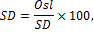 SD = Osl / SD × 100,